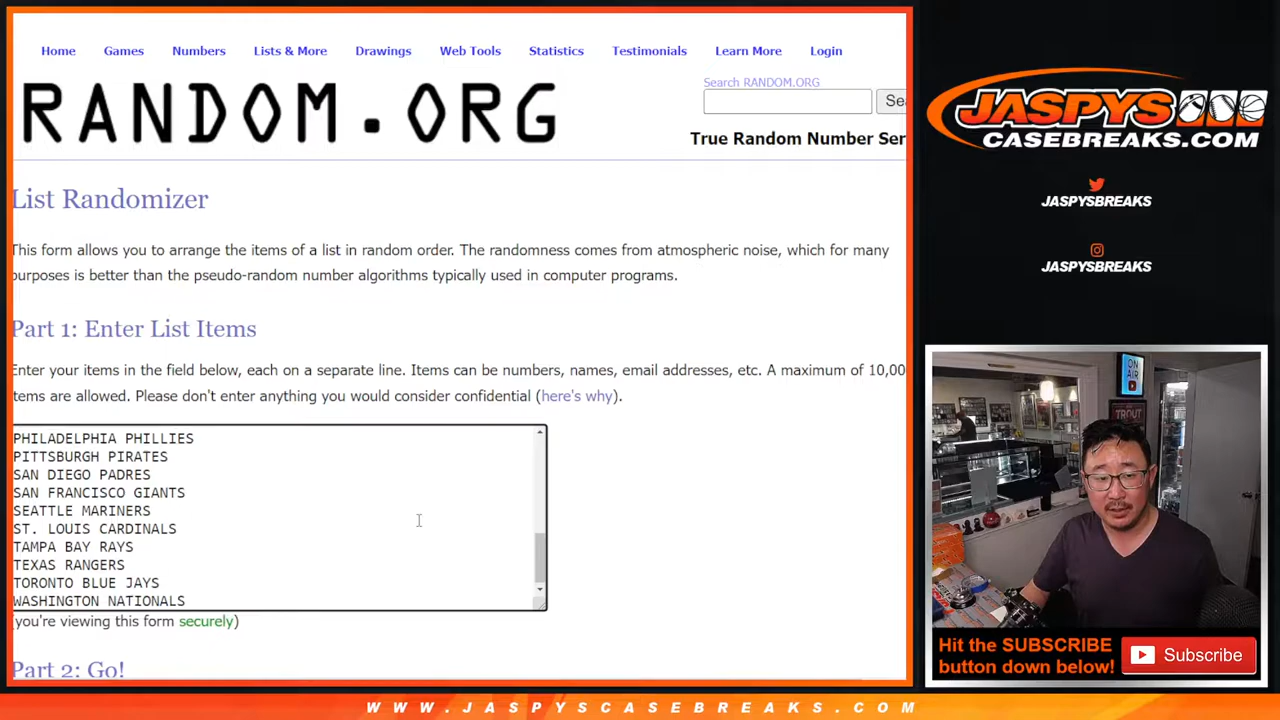 Home Games Numbers Lists & More Drawings Web Tools Statistics Testimonials Learn More Login
Search RANDOM.ORG
RANDOM.ORG
Sea
True Random Number Ser
List Randomizer
This form allows you to arrange the items of a list in random order. The randomness comes from atmospheric noise, which for many
purposes is better than the pseudo-random number algorithms typically used in computer programs.
Part 1: Enter List Items
Enter your items in the field below, each on a separate line. Items can be numbers, names, email addresses, etc. A maximum of 10,00
items are allowed. Please don't enter anything you would consider confidential (here's why).
PHILADELPHIA PHILLIES
PITTSBURGH PIRATES
SAN DIEGO PADRES
SAN FRANCISCO GIANTS
SEATTLE MARINERS
ST. LOUIS CARDINALS
TAMPA BAY RAYS
TEXAS RANGERS
TORONTO BLUE JAYS
WASHINGTON NATIONALS
(you're viewing this form securely)
Part 2: Go!
JASPYS
CASEBREAKS.COM
JASPYSBREAKS
JASPYSBREAKS
ON
AIR
TROUT
Hit the SUBSCRIBE
button down below!
Subscribe
WWW.JASPYSCASEBREAKS.COM